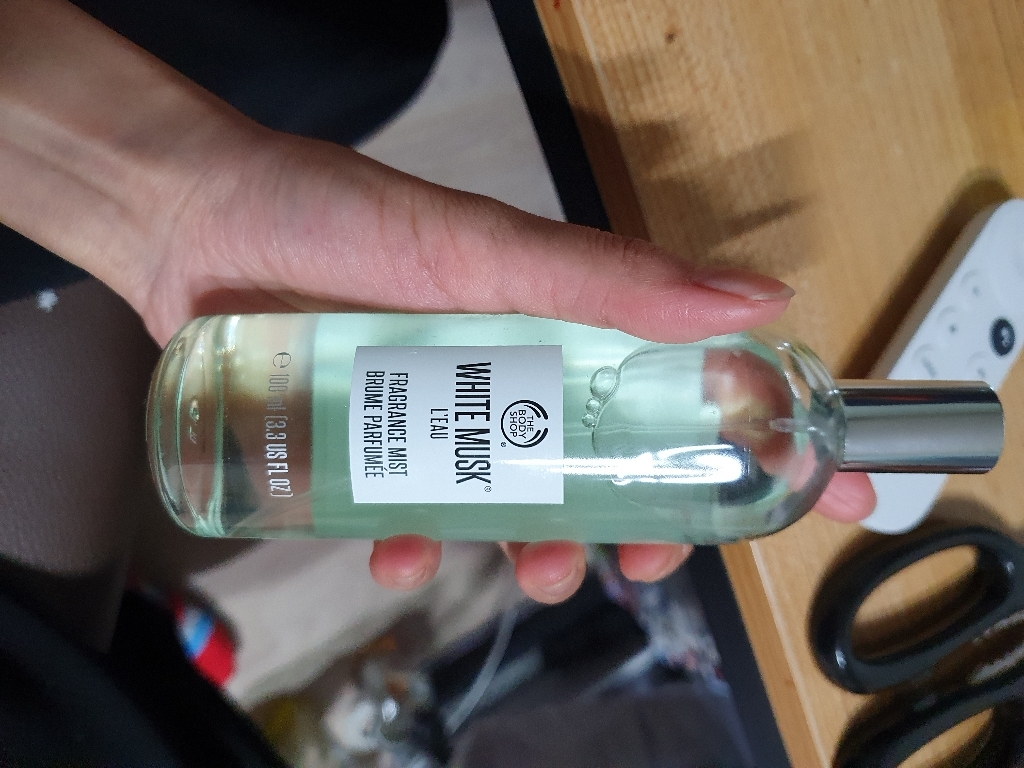 THE
BODY
SHOP®
WHITE MUSK®
L'EAU
FRAGRANCE MIST
BRUME PARFUMÉE
℮ 100 ml (3.3 US FL OZ)